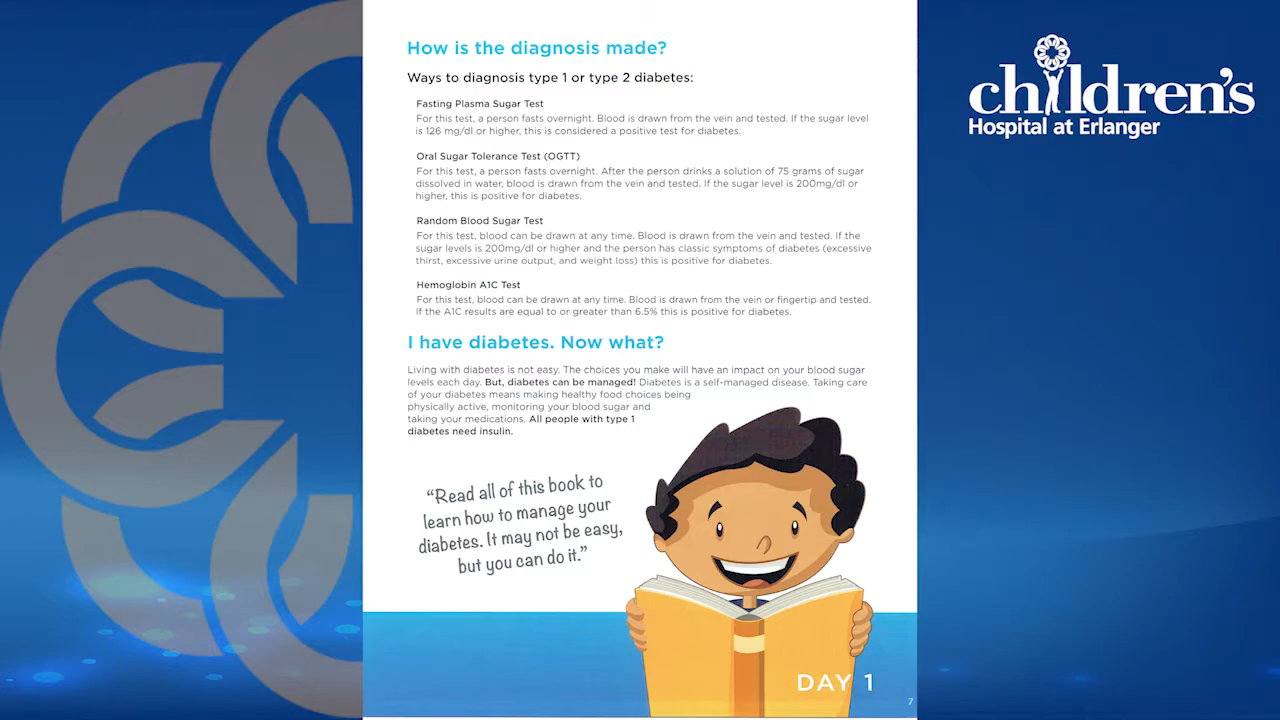 How is the diagnosis made?
Ways to diagnosis type 1 or type 2 diabetes:
Fasting Plasma Sugar Test
For this test, a person fasts overnight. Blood is drawn from the vein and tested. If the sugar level
is 126 mg/dl or higher, this is considered a positive test for diabetes.
Oral Sugar Tolerance Test (OGTT)
For this test, a person fasts overnight. After the person drinks a solution of 75 grams of sugar
dissolved in water, blood is drawn from the vein and tested. If the sugar level is 200mg/dl or
higher, this is positive for diabetes.
Random Blood Sugar Test
For this test, blood can be drawn at any time. Blood is drawn from the vein and tested. If the
sugar levels is 200mg/dl or higher and the person has classic symptoms of diabetes (excessive
thirst, excessive urine output, and weight loss) this is positive for diabetes.
Hemoglobin A1C Test
For this test, blood can be drawn at any time. Blood is drawn from the vein or fingertip and tested.
If the A1C results are equal to or greater than 6.5% this is positive for diabetes.
I have diabetes. Now what?
Living with diabetes is not easy. The choices you make will have an impact on your blood sugar
levels each day. But, diabetes can be managed! Diabetes is a self-managed disease. Taking care
of your diabetes means making healthy food choices being
physically active, monitoring your blood sugar and
taking your medications. All people with type 1
diabetes need insulin.
“Read all of this book to
learn how to manage your
diabetes. It may not be easy,
but you can do it.”
DAY 1
7
children's
Hospital at Erlanger